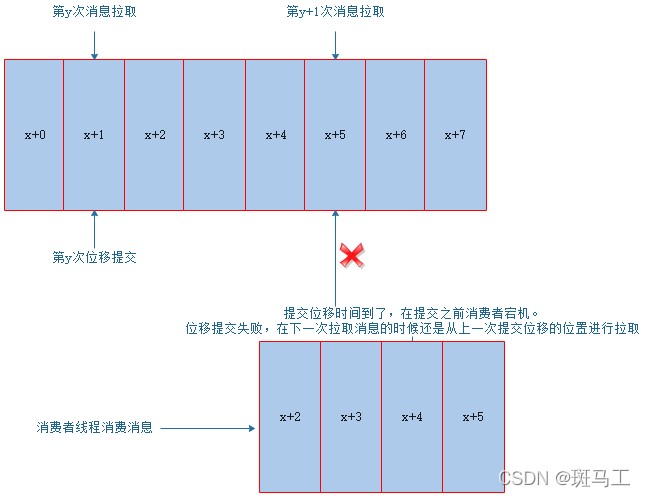 第y次消息拉取
第y+1次消息拉取
x+0
x+1
x+2
x+3
x+4
x+5
x+6
x+7
第y次位移提交
提交位移时间到了，在提交之前消费者宕机。
位移提交失败，在下一次拉取消息的时候还是从上一次提交位移的位置进行拉取
消费者线程消费消息
x+2
x+3
x+4
x+5
CSDN @斑马工